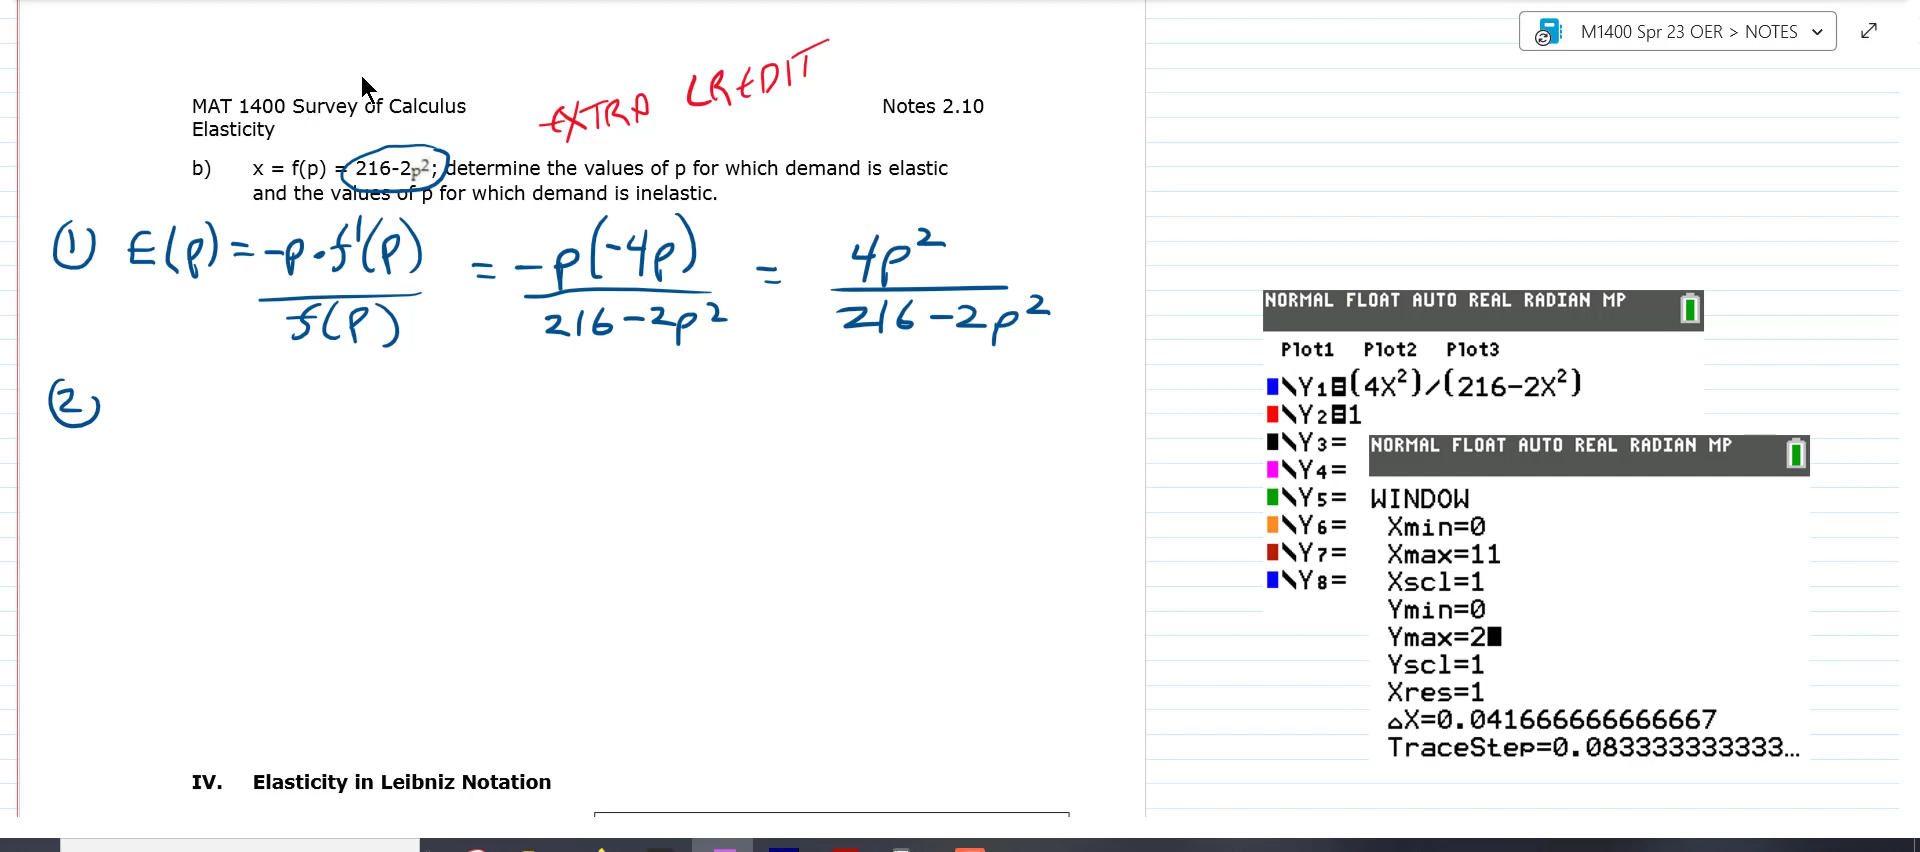 M1400 Spr 23 OER > NOTES
EXTRA CREDIT
MAT 1400 Survey of Calculus
Notes 2.10
Elasticity
b) x = f(p) = 216-2p²; determine the values of p for which demand is elastic
and the values of p for which demand is inelastic.
① E(p) = -p·f'(p) / f(p) = -p(-4p) / 216-2p² = 4p² / 216-2p²
②
IV. Elasticity in Leibniz Notation
NORMAL FLOAT AUTO REAL RADIAN MP
Plot1 Plot2 Plot3
\Y1=(4X²)/(216-2X²)
\Y2=1
\Y3=
\Y4=
\Y5=
\Y6=
\Y7=
\Y8=
NORMAL FLOAT AUTO REAL RADIAN MP
WINDOW
Xmin=0
Xmax=11
Xscl=1
Ymin=0
Ymax=2
Yscl=1
Xres=1
△X=0.041666666666667
TraceStep=0.083333333333...